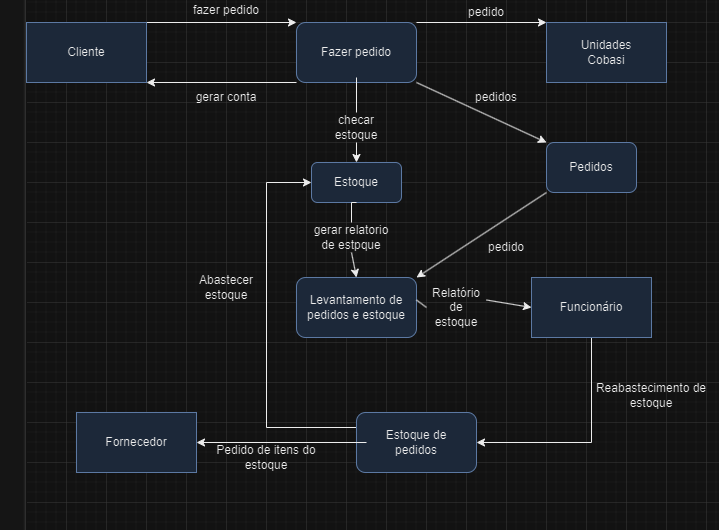 fazer pedido
pedido
Cliente
Fazer pedido
Unidades
Cobasi
gerar conta
pedidos
checar
estoque
Pedidos
Estoque
gerar relatorio
de estpque
pedido
Abastecer
estoque
Levantamento de
pedidos e estoque
Relatório
de
estoque
Funcionário
Reabastecimento de
estoque
Fornecedor
Pedido de itens do
estoque
Estoque de
pedidos